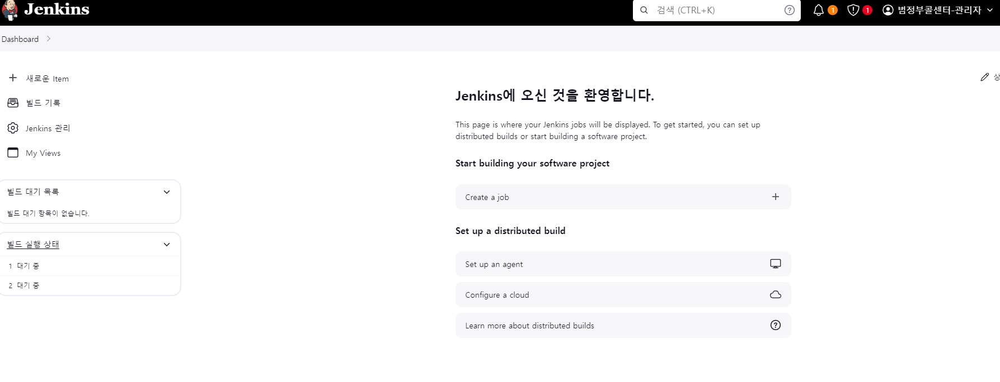 Jenkins
검색 (CTRL+K)
1
1
범정부콜센터-관리자
Dashboard
새로운 Item
빌드 기록
Jenkins 관리
My Views
빌드 대기 목록
빌드 대기 항목이 없습니다.
빌드 실행 상태
1 대기 중
2 대기 중
상
Jenkins에 오신 것을 환영합니다.
This page is where your Jenkins jobs will be displayed. To get started, you can set up
distributed builds or start building a software project.
Start building your software project
Create a job
Set up a distributed build
Set up an agent
Configure a cloud
Learn more about distributed builds